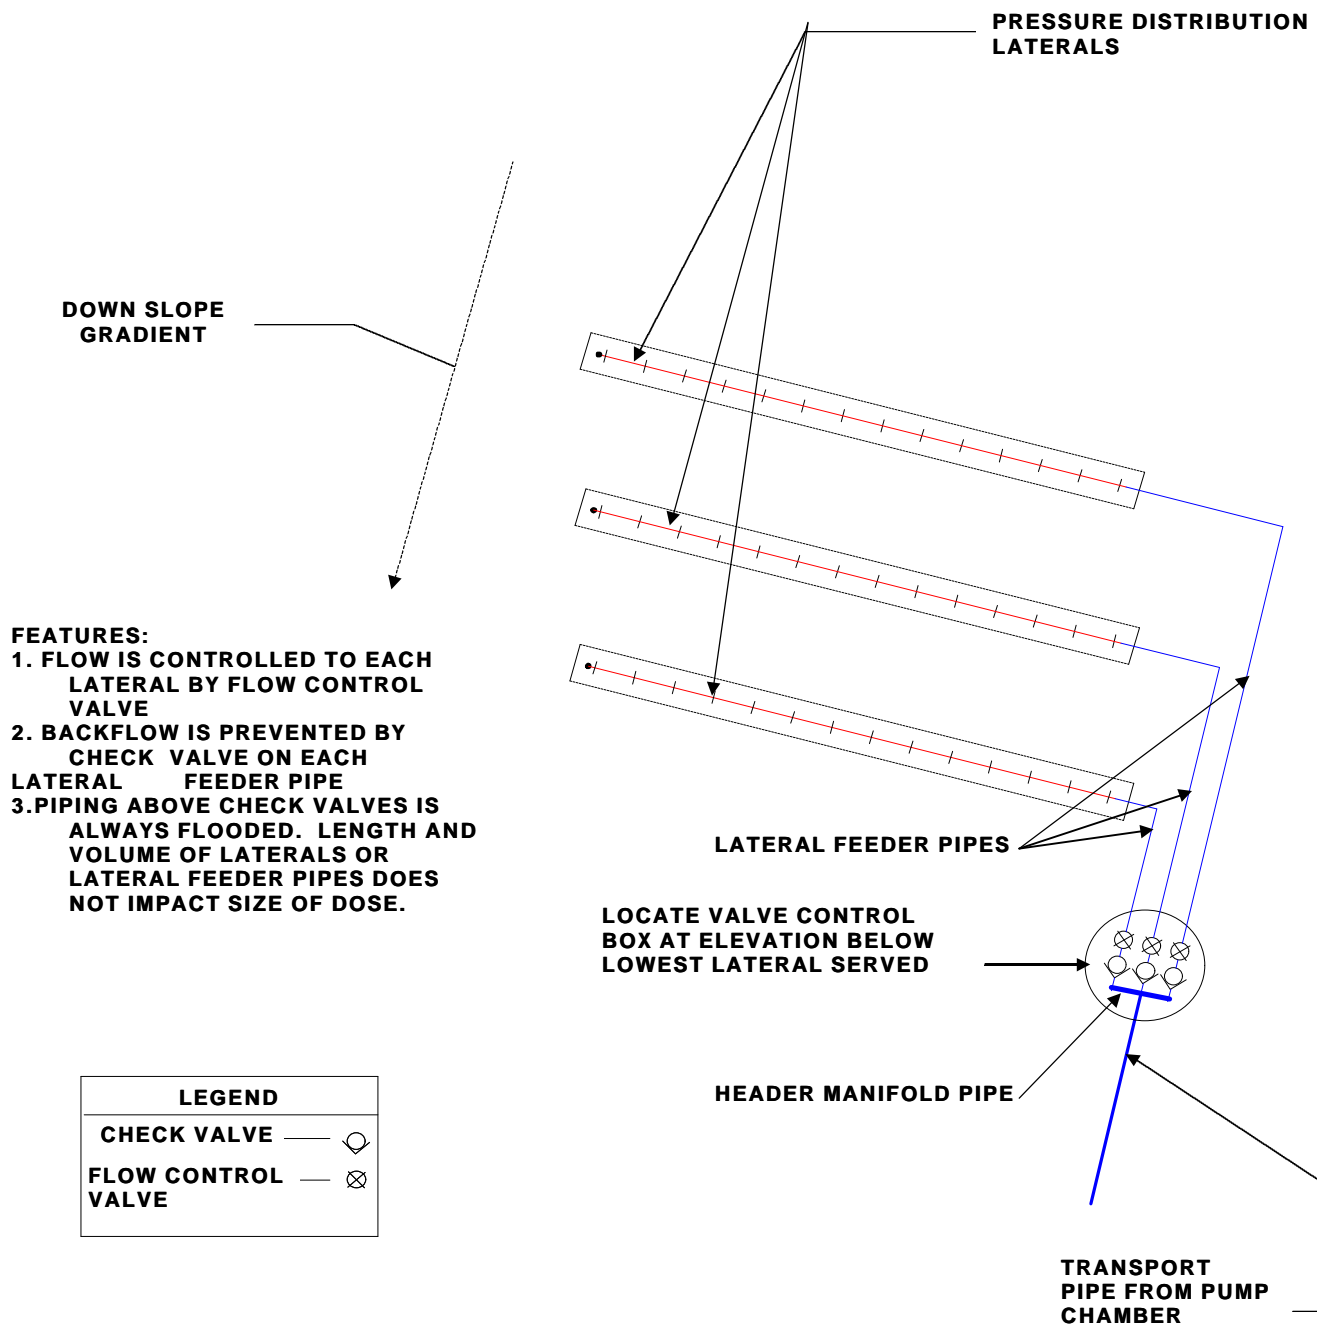 PRESSURE DISTRIBUTION
LATERALS
DOWN SLOPE
GRADIENT
FEATURES:
1. FLOW IS CONTROLLED TO EACH
LATERAL BY FLOW CONTROL
VALVE
2. BACKFLOW IS PREVENTED BY
CHECK VALVE ON EACH
LATERAL FEEDER PIPE
3.PIPING ABOVE CHECK VALVES IS
ALWAYS FLOODED. LENGTH AND
VOLUME OF LATERALS OR
LATERAL FEEDER PIPES DOES
NOT IMPACT SIZE OF DOSE.
LATERAL FEEDER PIPES
LOCATE VALVE CONTROL
BOX AT ELEVATION BELOW
LOWEST LATERAL SERVED
HEADER MANIFOLD PIPE
LEGEND
CHECK VALVE
FLOW CONTROL
VALVE
TRANSPORT
PIPE FROM PUMP
CHAMBER